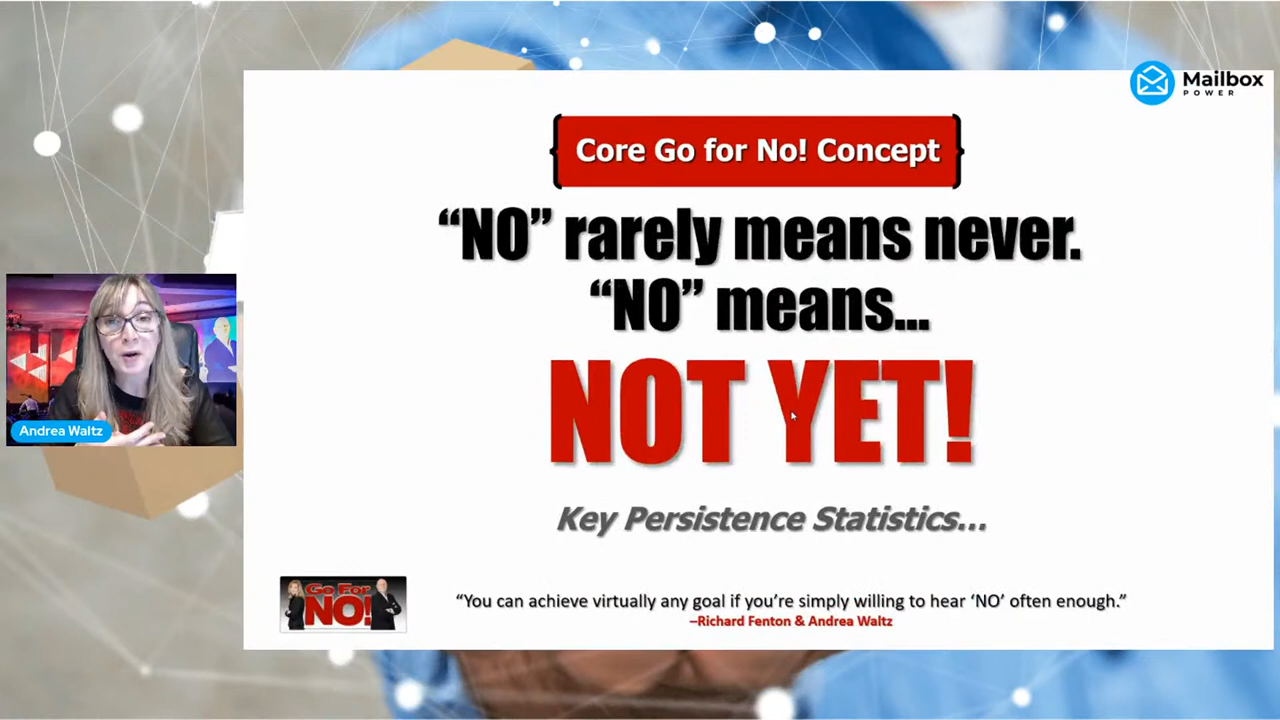 Mailbox
POWER
Core Go for No! Concept
“NO” rarely means never.
“NO” means...
NOT YET!
Andrea Waltz
Key Persistence Statistics...
Go For
NO!
“You can achieve virtually any goal if you’re simply willing to hear ‘NO’ often enough.”
–Richard Fenton & Andrea Waltz